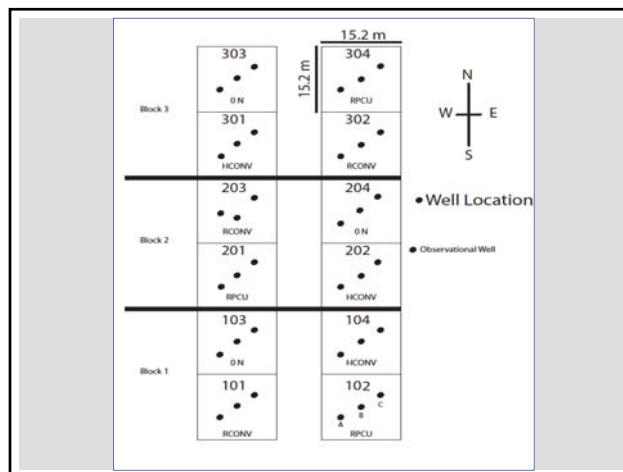 15.2 m
15.2 m
303
0 N
304
RPCU
N
W E
S
Block 3
301
HCONV
302
RCONV
203
RCONV
204
0 N
Well Location
Block 2
Observational Well
201
RPCU
202
HCONV
103
0 N
104
HCONV
Block 1
101
RCONV
102
A
B
C
RPCU